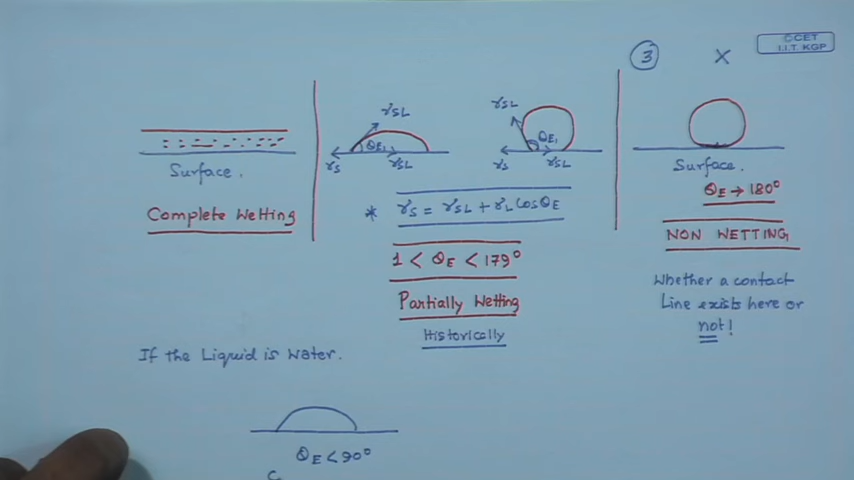 3 X
CCET
I.I.T. KGP
γSL
θE1
γS γSL
γSL
θE1
γS γSL
Surface.
Complete Wetting
* γS = γSL + γL cosθE
1 < θE < 179°
Partially Wetting
Historically
Surface.
θE → 180°
NON WETTING
Whether a contact
Line exists here or
not!
If the Liquid is Water.
θE < 90°